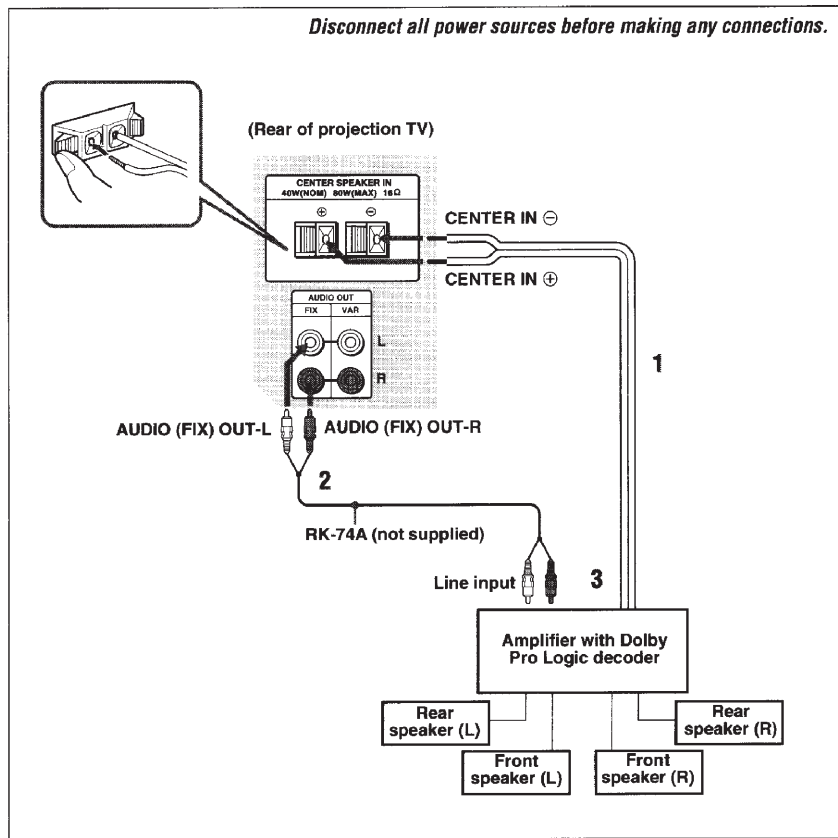 Disconnect all power sources before making any connections.
(Rear of projection TV)
CENTER SPEAKER IN
40W(NOM) 80W(MAX) 16Ω
⊕ ⊖
CENTER IN ⊖
CENTER IN ⊕
AUDIO OUT
FIX VAR
L
R
1
AUDIO (FIX) OUT-L
AUDIO (FIX) OUT-R
2
RK-74A (not supplied)
Line input
3
Amplifier with Dolby
Pro Logic decoder
Rear
speaker (L)
Rear
speaker (R)
Front
speaker (L)
Front
speaker (R)